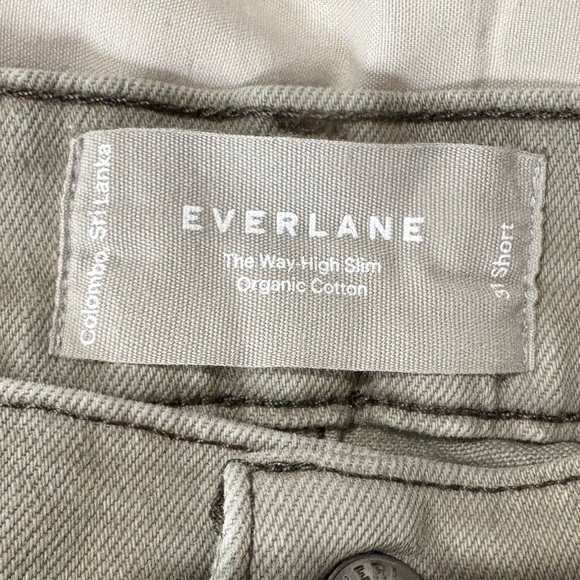 Colombo, Sri Lanka
EVERLANE
The Way-High Slim
Organic Cotton
31 Short